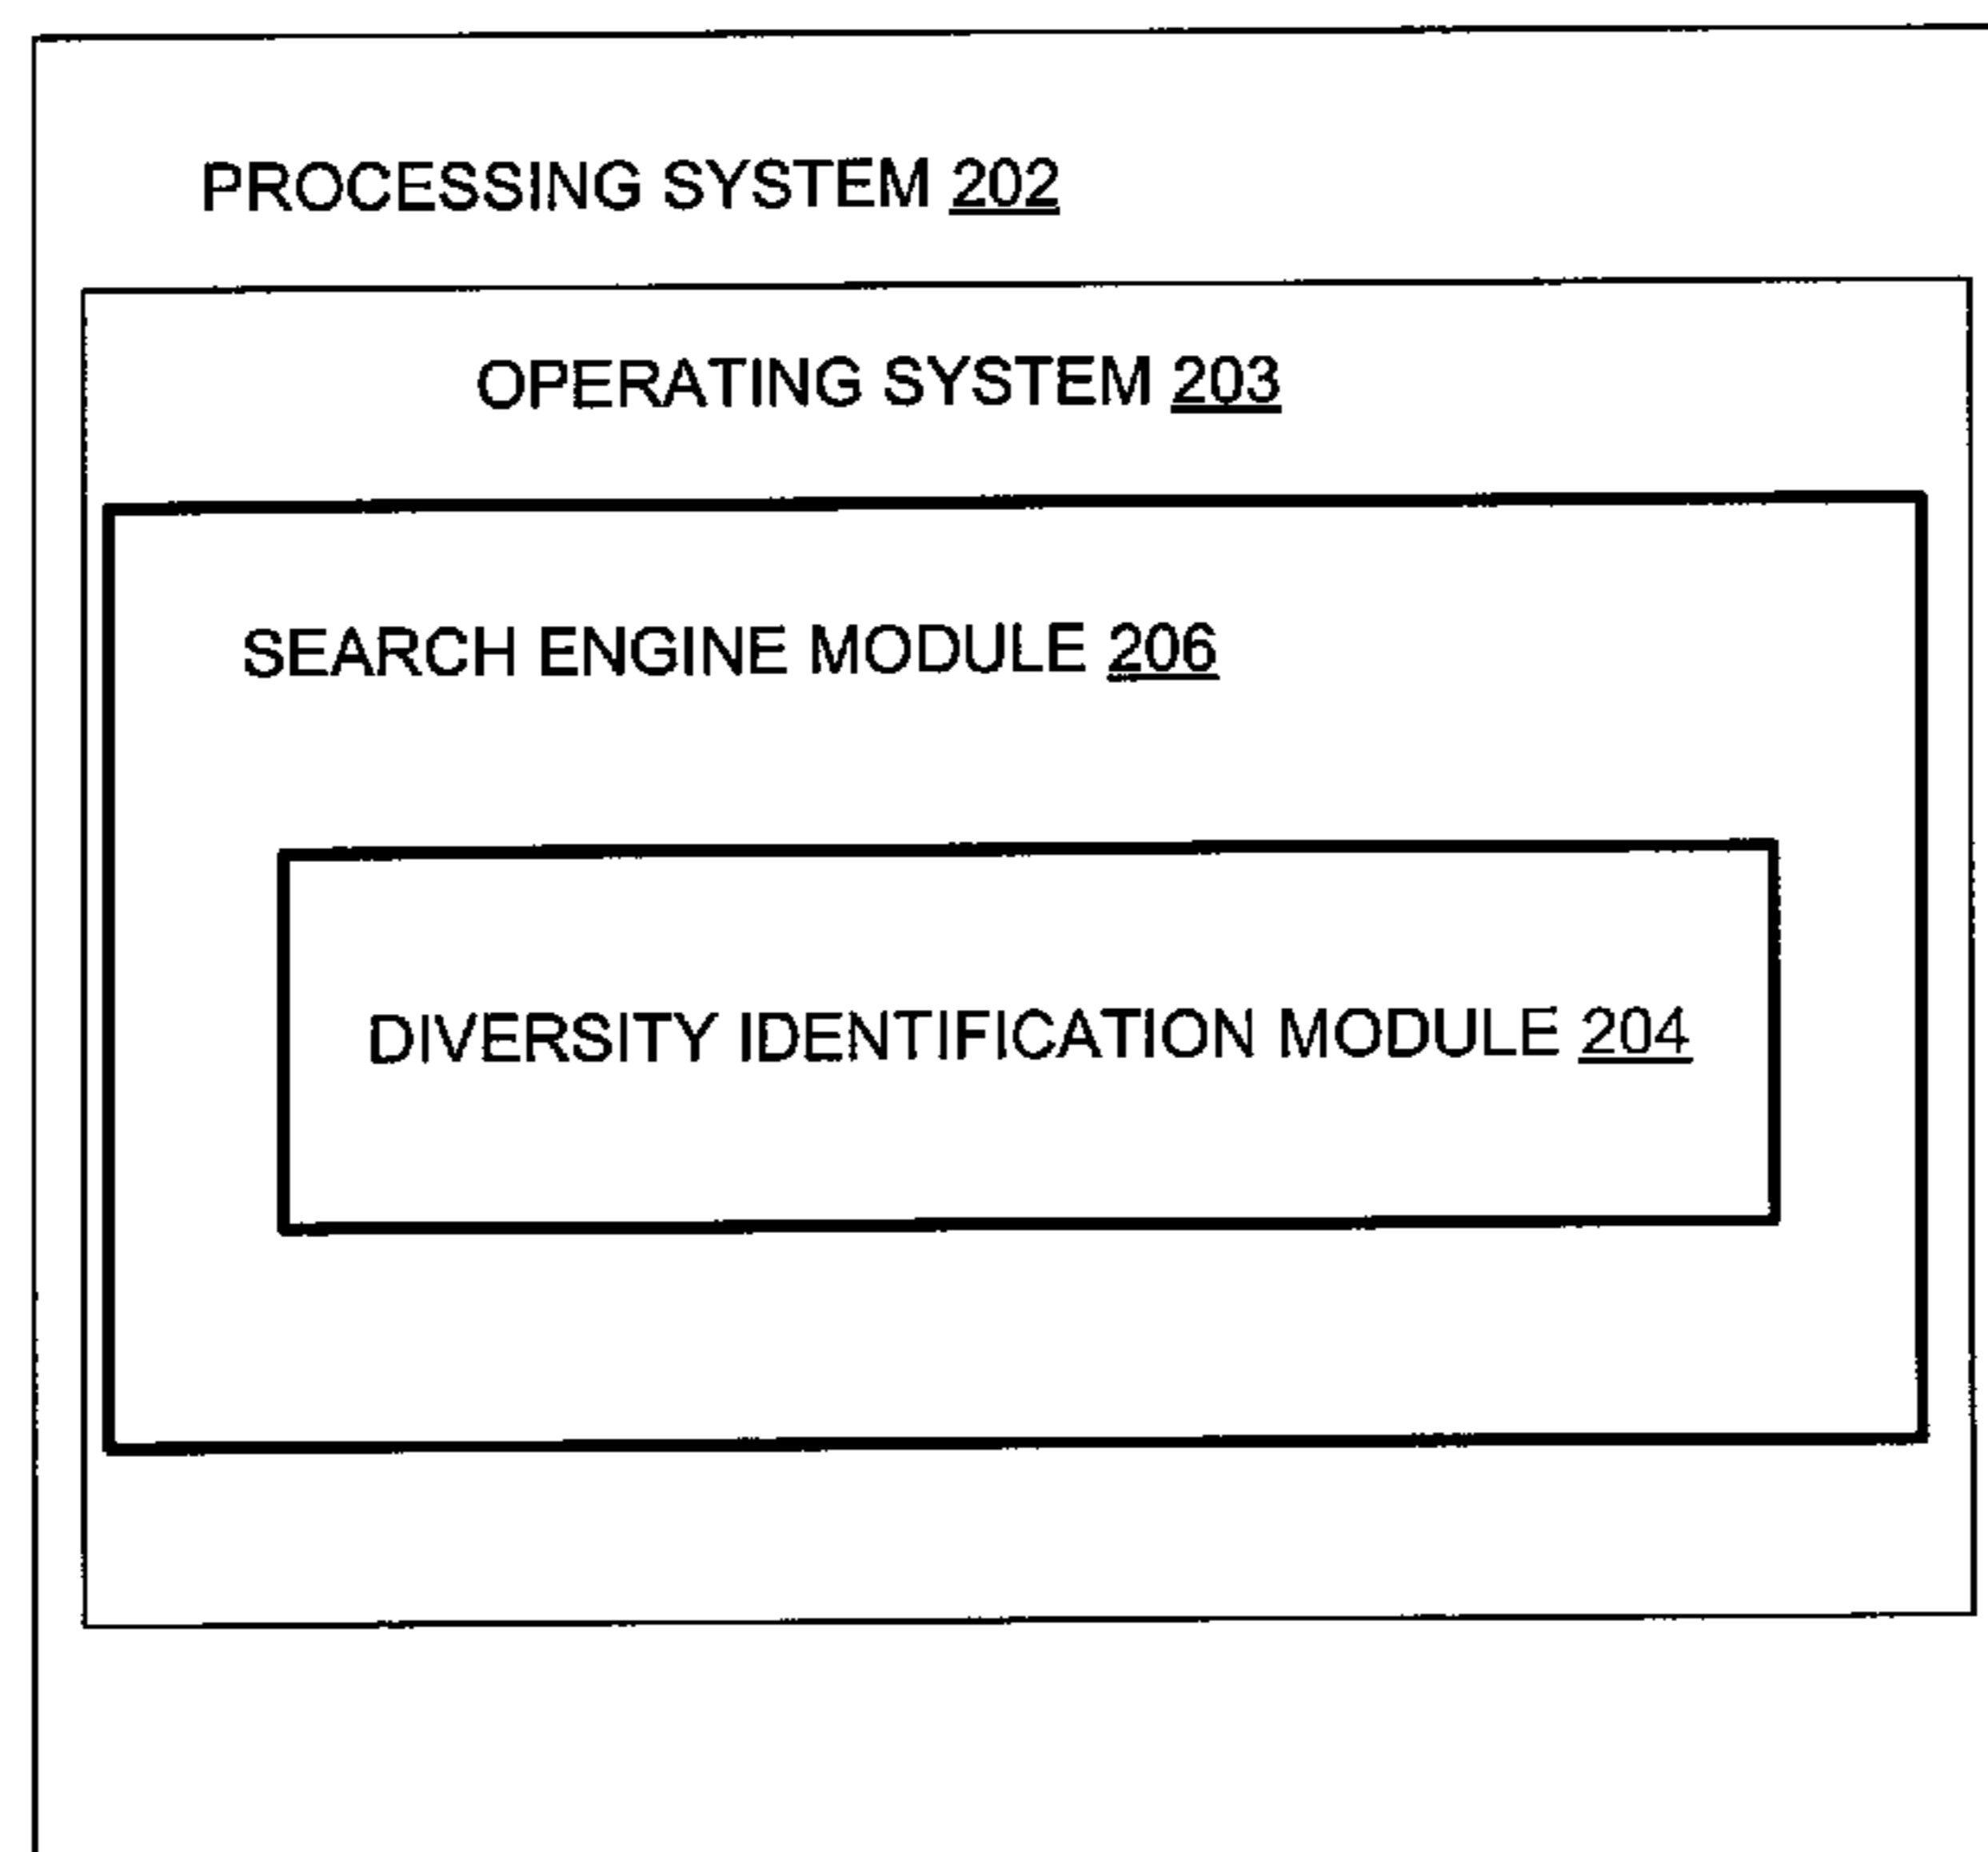 PROCESSING SYSTEM 202
OPERATING SYSTEM 203
SEARCH ENGINE MODULE 206
DIVERSITY IDENTIFICATION MODULE 204